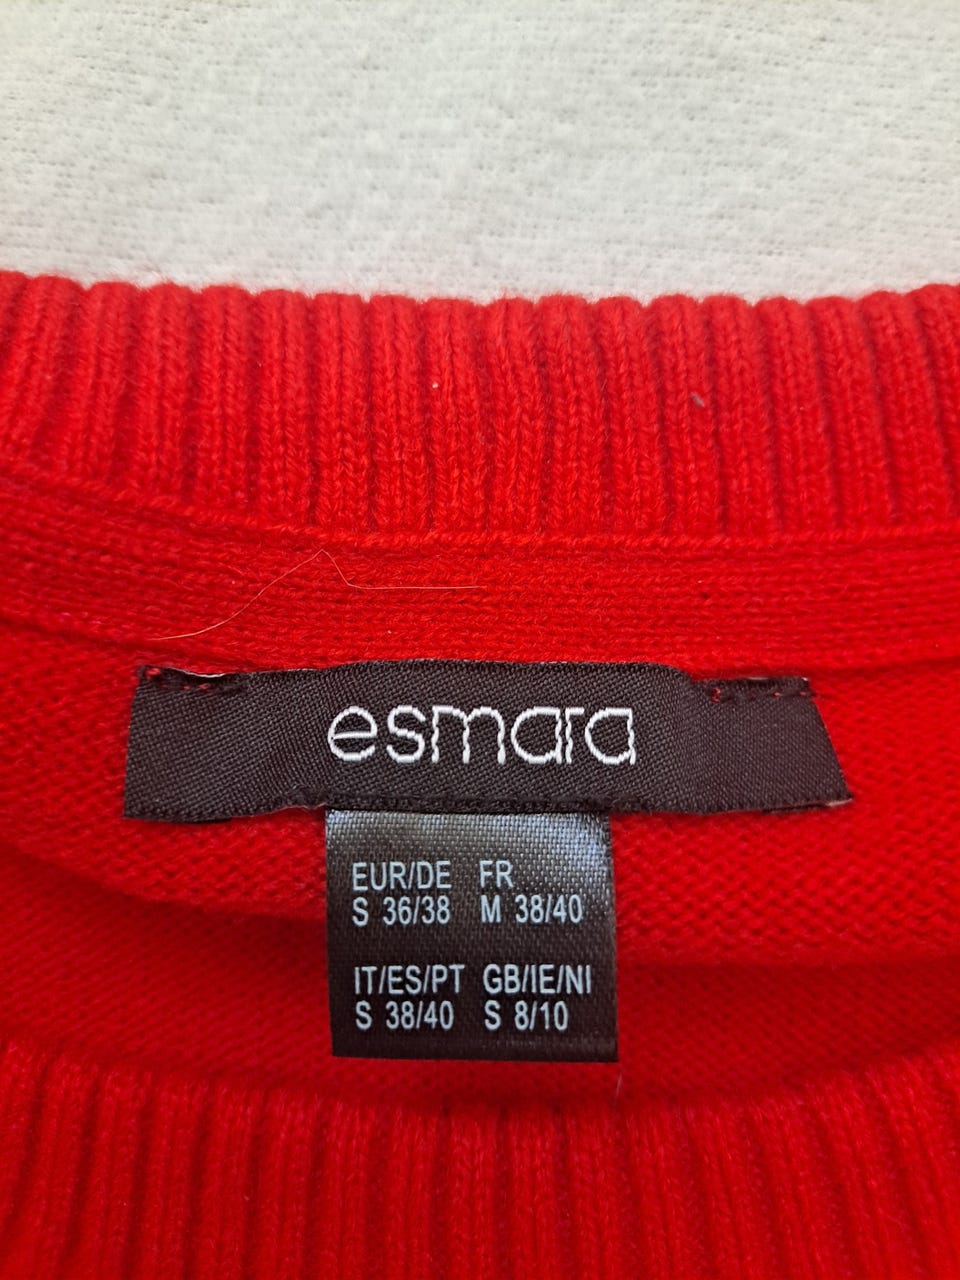 esmara
EUR/DE FR
S 36/38 M 38/40
IT/ES/PT GB/IE/NI
S 38/40 S 8/10